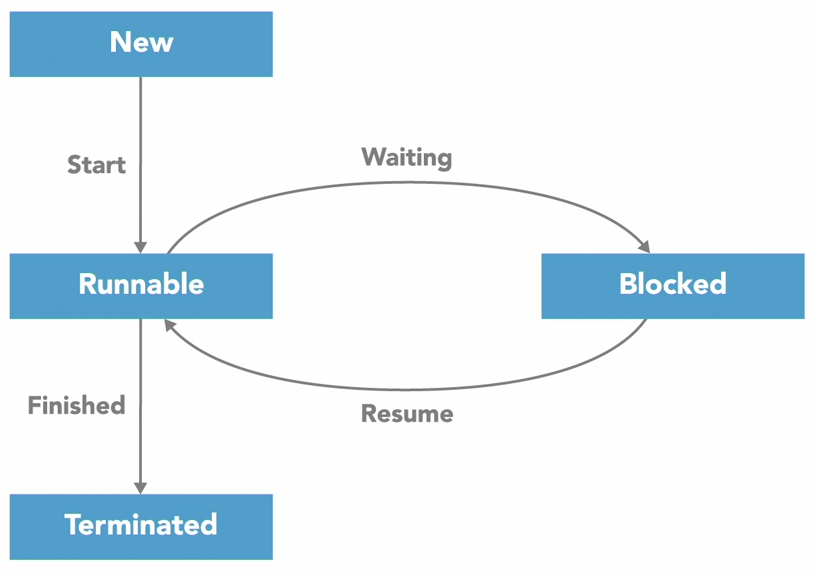 New
Start
Waiting
Runnable
Blocked
Finished
Resume
Terminated